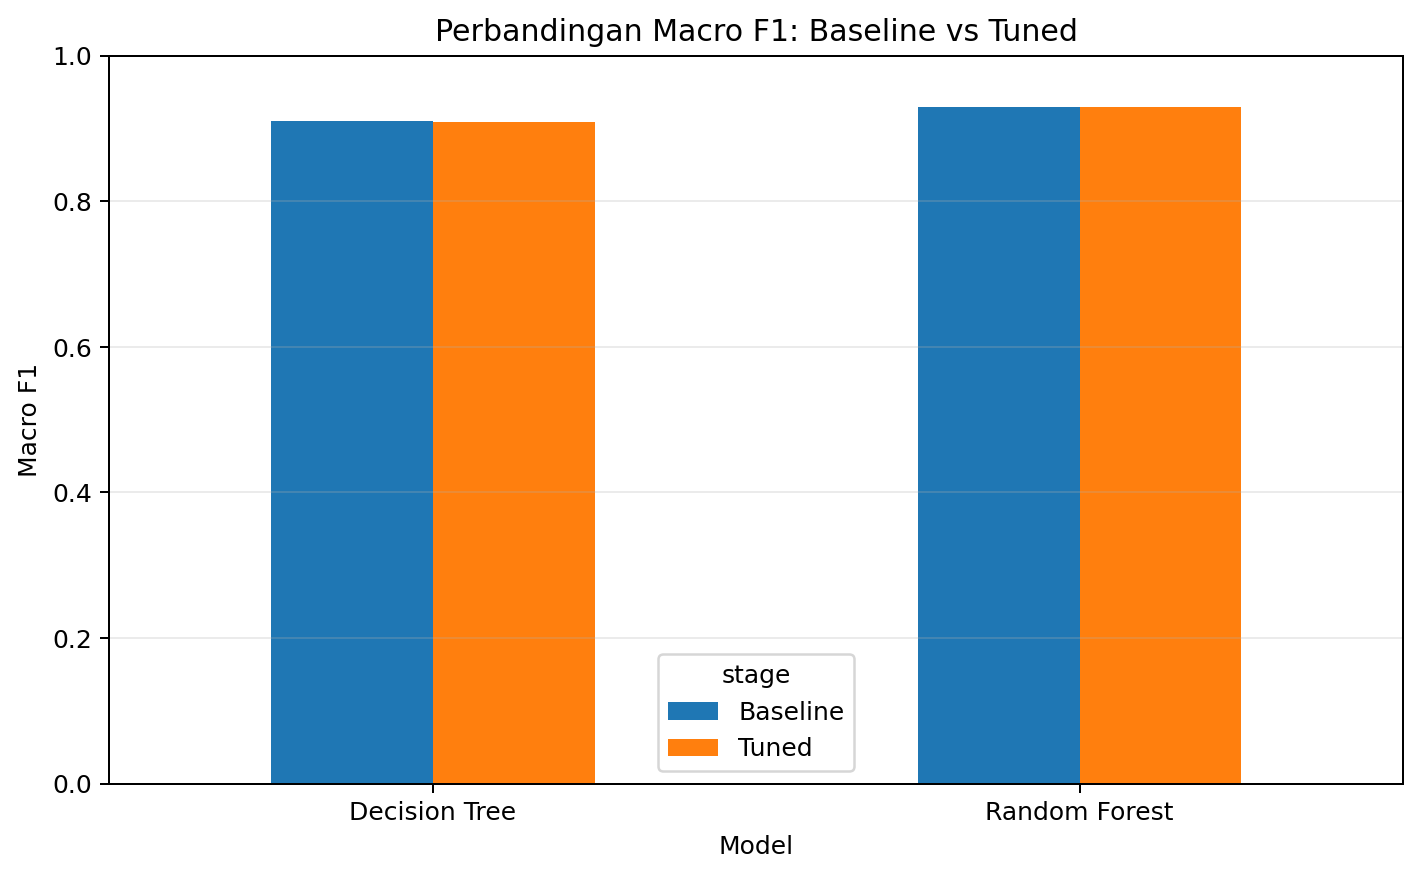 Perbandingan Macro F1: Baseline vs Tuned
1.0
0.8
0.6
0.4
0.2
0.0
Macro F1
stage
Baseline
Tuned
Decision Tree
Random Forest
Model